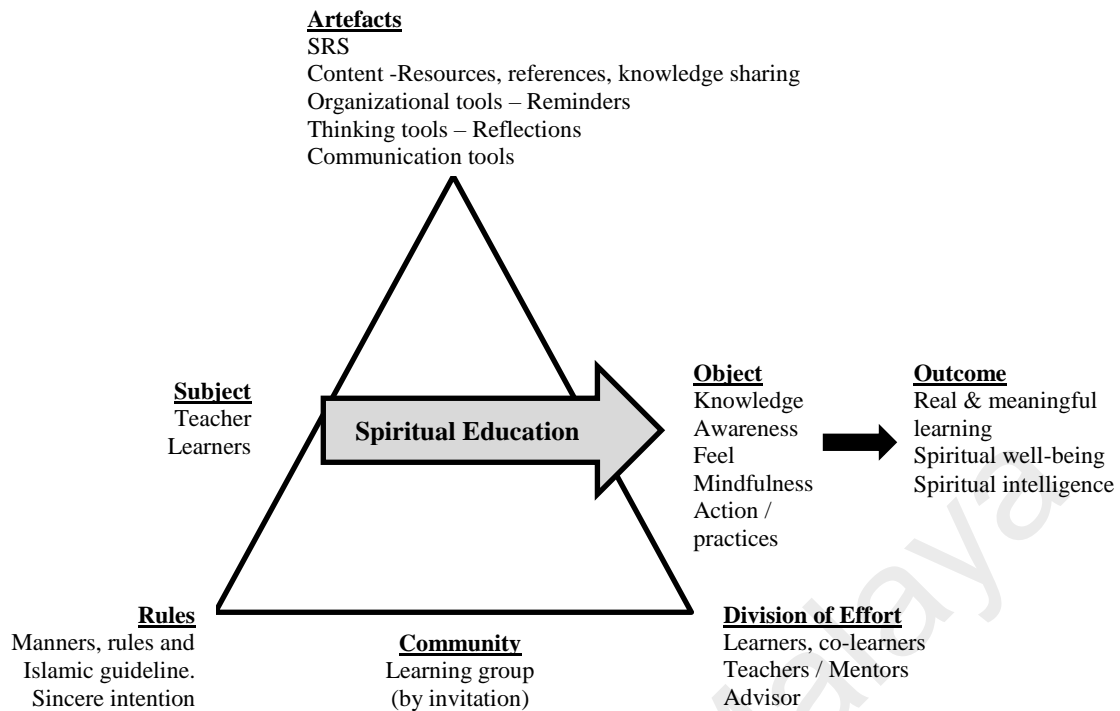 Artefacts
SRS
Content -Resources, references, knowledge sharing
Organizational tools – Reminders
Thinking tools – Reflections
Communication tools
Subject
Teacher
Learners
Spiritual Education
Object
Knowledge
Awareness
Feel
Mindfulness
Action /
practices
Outcome
Real & meaningful
learning
Spiritual well-being
Spiritual intelligence
Rules
Manners, rules and
Islamic guideline.
Sincere intention
Community
Learning group
(by invitation)
Division of Effort
Learners, co-learners
Teachers / Mentors
Advisor
alaya